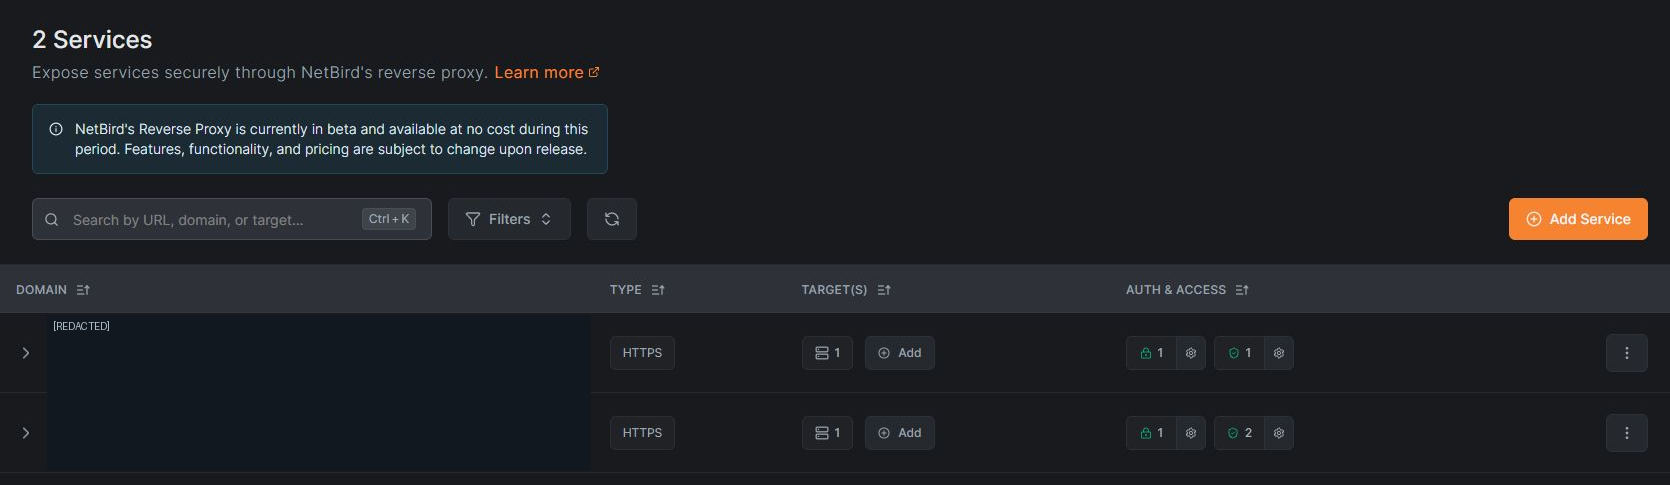 2 Services
Expose services securely through NetBird's reverse proxy. Learn more
NetBird's Reverse Proxy is currently in beta and available at no cost during this
period. Features, functionality, and pricing are subject to change upon release.
Search by URL, domain, or target... Ctrl + K Filters Add Service
DOMAIN TYPE TARGET(S) AUTH & ACCESS
[REDACTED]
HTTPS 1 Add 1 1
HTTPS 1 Add 1 2